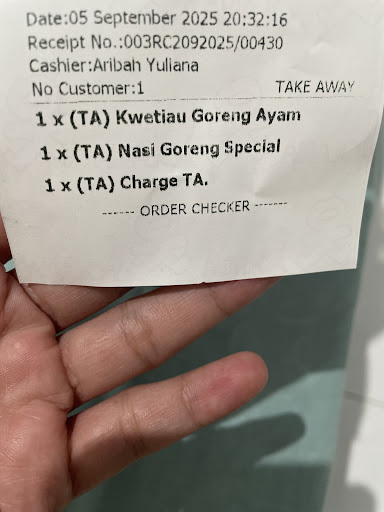 Date:05 September 2025 20:32:16
Receipt No.:003RC2092025/00430
Cashier:Aribah Yuliana
No Customer:1 TAKE AWAY
1 x (TA) Kwetiau Goreng Ayam
1 x (TA) Nasi Goreng Special
1 x (TA) Charge TA.
------ ORDER CHECKER -------